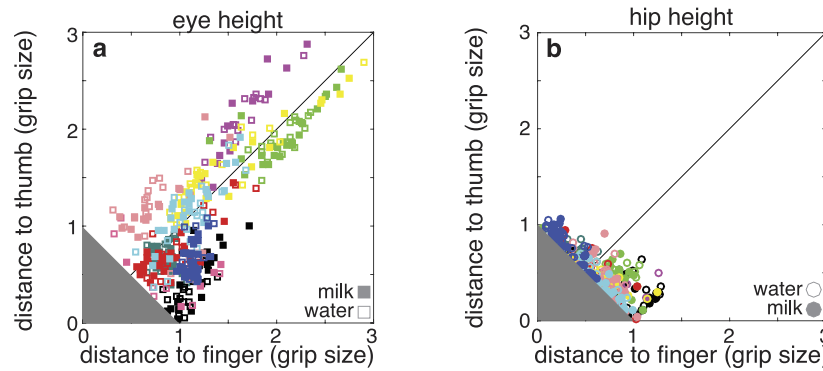 eye height
a
3
2
1
0
0
1
2
3
distance to thumb (grip size)
distance to finger (grip size)
milk
water
hip height
b
3
2
1
0
0
1
2
3
distance to thumb (grip size)
distance to finger (grip size)
water
milk